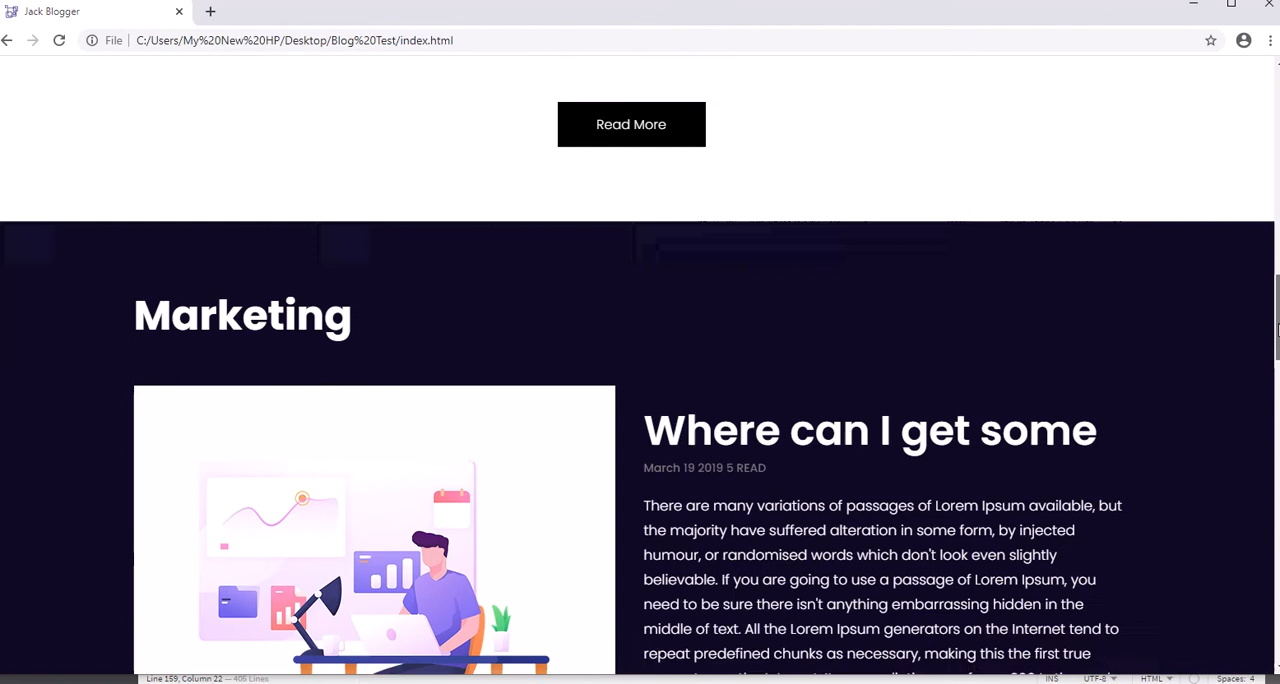 Jack Blogger
File C:/Users/My%20New%20HP/Desktop/Blog%20Test/index.html
Read More
Marketing
Where can I get some
March 19 2019 5 READ
There are many variations of passages of Lorem Ipsum available, but
the majority have suffered alteration in some form, by injected
humour, or randomised words which don't look even slightly
believable. If you are going to use a passage of Lorem Ipsum, you
need to be sure there isn't anything embarrassing hidden in the
middle of text. All the Lorem Ipsum generators on the Internet tend to
repeat predefined chunks as necessary, making this the first true
Line 159, Column 22 — 405 Lines INS UTF-8 HTML Spaces: 4